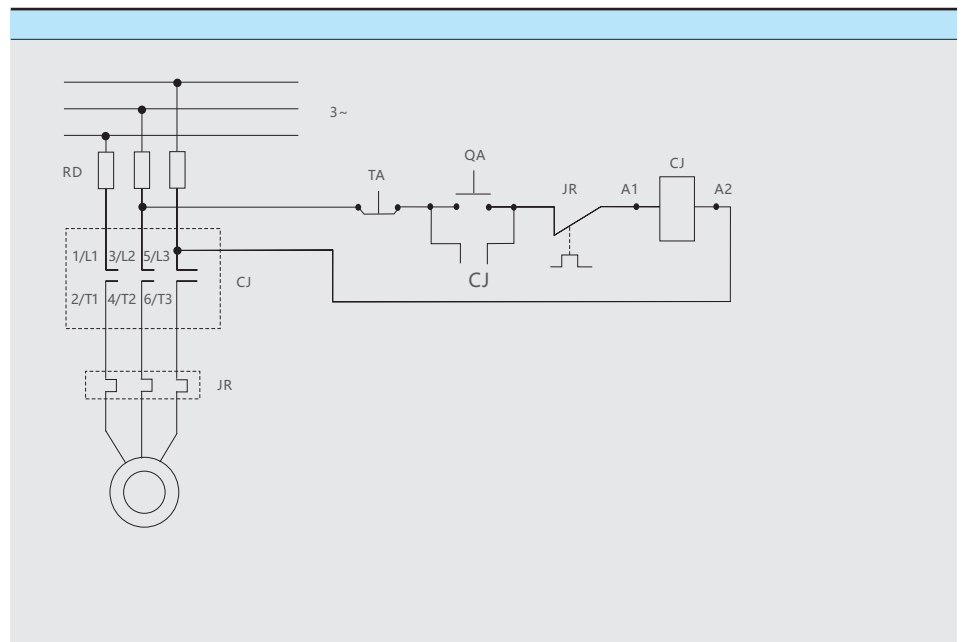 3~
RD
TA
QA
JR
A1
CJ
A2
1/L1 3/L2 5/L3
CJ
CJ
2/T1 4/T2 6/T3
JR